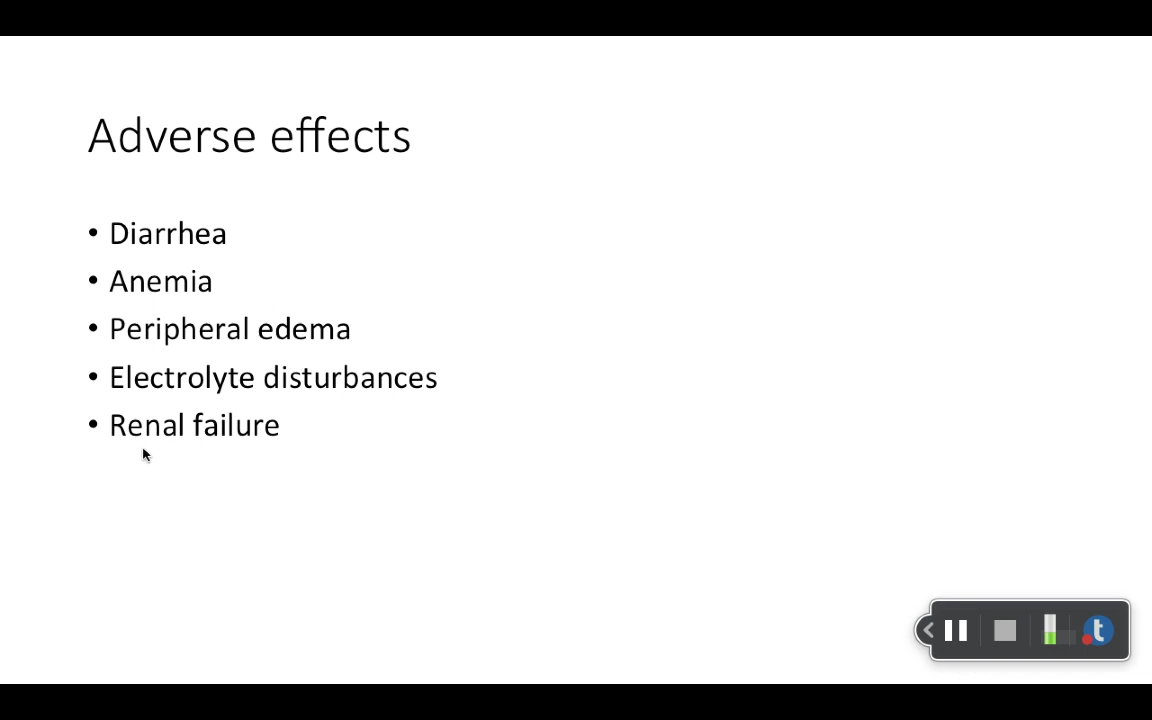 Adverse effects
• Diarrhea
• Anemia
• Peripheral edema
• Electrolyte disturbances
• Renal failure
t